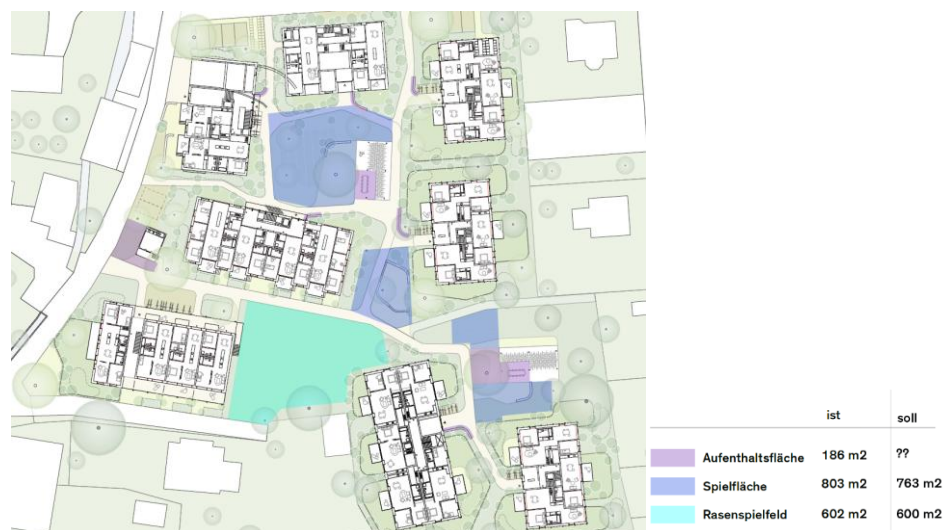 ist soll
Aufenthaltsfläche 186 m2 ??
Spielfläche 803 m2 763 m2
Rasenspielfeld 602 m2 600 m2